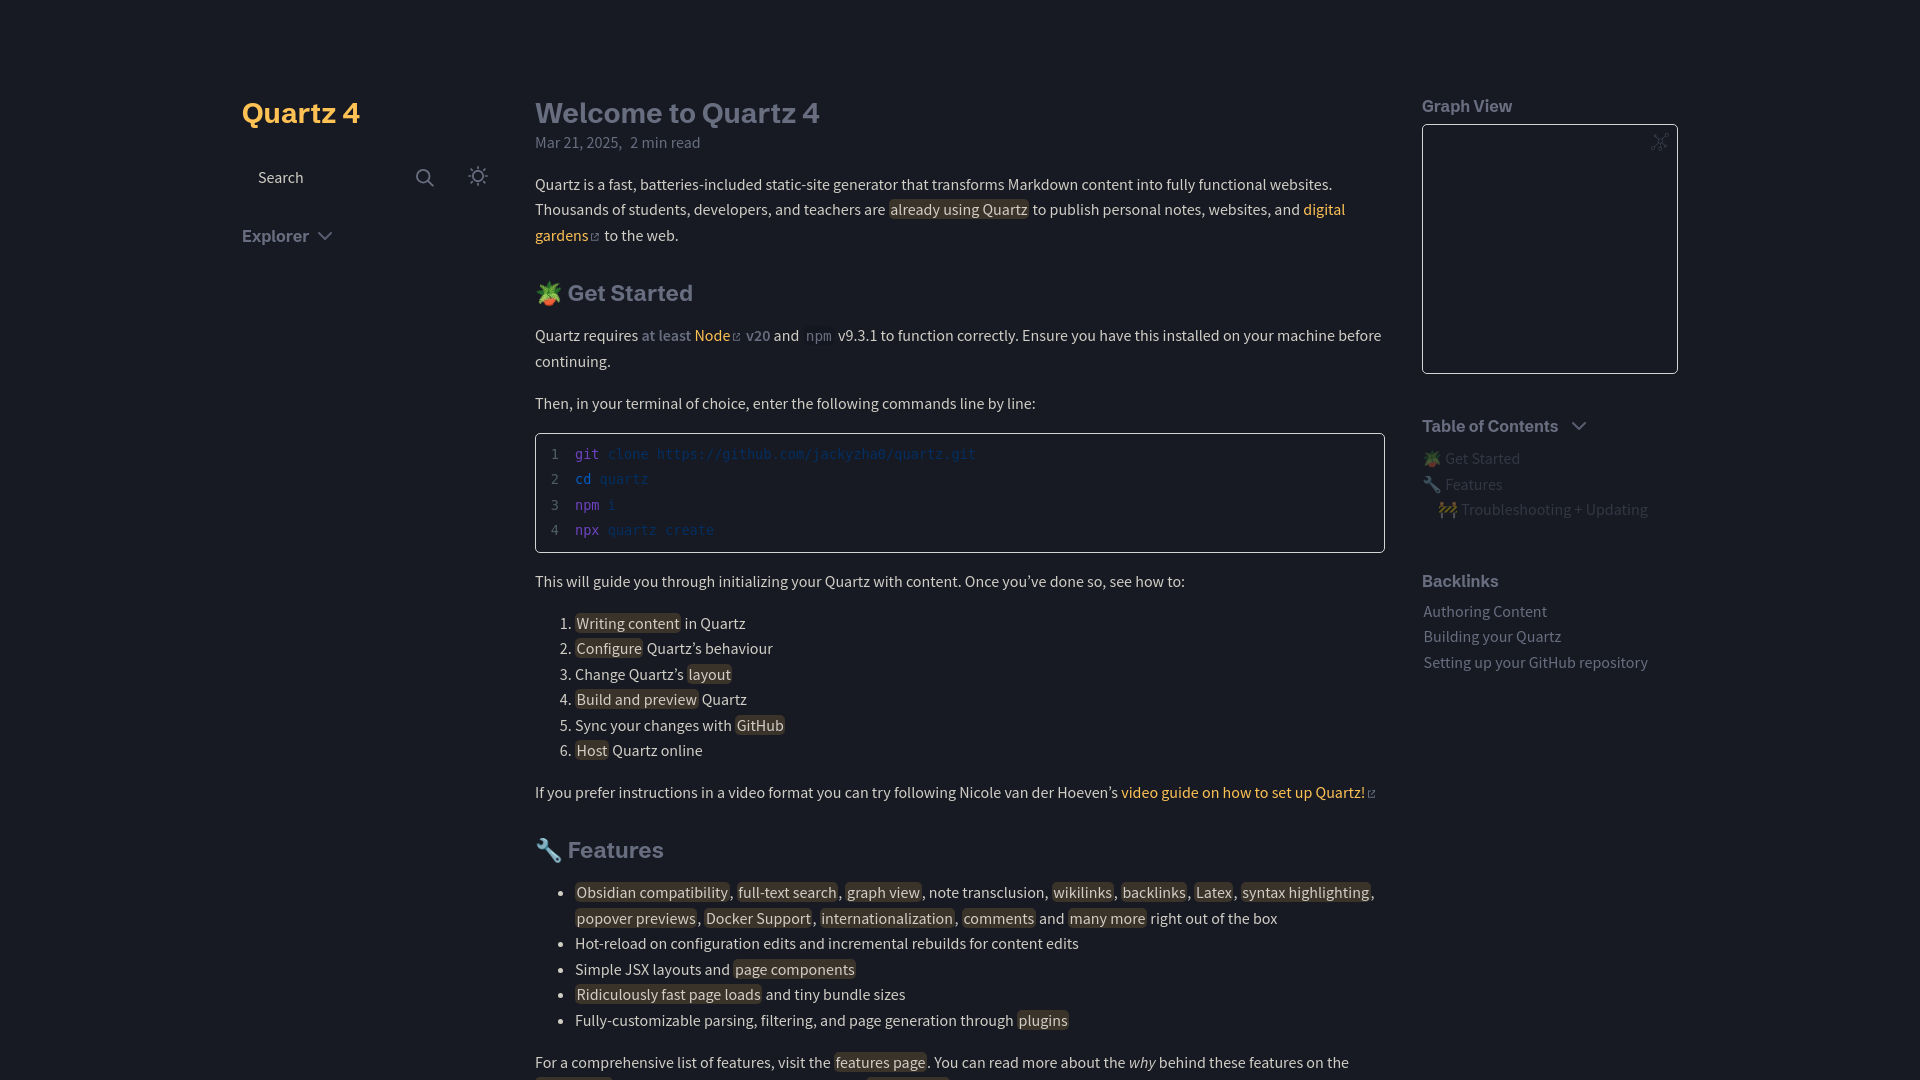 Quartz 4
Search
Explorer
Welcome to Quartz 4
Mar 21, 2025, 2 min read
Quartz is a fast, batteries-included static-site generator that transforms Markdown content into fully functional websites.
Thousands of students, developers, and teachers are already using Quartz to publish personal notes, websites, and digital
gardens to the web.
🪴 Get Started
Quartz requires at least Node v20 and npm v9.3.1 to function correctly. Ensure you have this installed on your machine before
continuing.
Then, in your terminal of choice, enter the following commands line by line:
1 git clone https://github.com/jackyzha0/quartz.git
2 cd quartz
3 npm i
4 npx quartz create
This will guide you through initializing your Quartz with content. Once you’ve done so, see how to:
1. Writing content in Quartz
2. Configure Quartz’s behaviour
3. Change Quartz’s layout
4. Build and preview Quartz
5. Sync your changes with GitHub
6. Host Quartz online
If you prefer instructions in a video format you can try following Nicole van der Hoeven’s video guide on how to set up Quartz!
🔧 Features
• Obsidian compatibility, full-text search, graph view, note transclusion, wikilinks, backlinks, Latex, syntax highlighting,
popover previews, Docker Support, internationalization, comments and many more right out of the box
• Hot-reload on configuration edits and incremental rebuilds for content edits
• Simple JSX layouts and page components
• Ridiculously fast page loads and tiny bundle sizes
• Fully-customizable parsing, filtering, and page generation through plugins
For a comprehensive list of features, visit the features page. You can read more about the why behind these features on the
Graph View
Table of Contents
🪴 Get Started
🔧 Features
🚧 Troubleshooting + Updating
Backlinks
Authoring Content
Building your Quartz
Setting up your GitHub repository